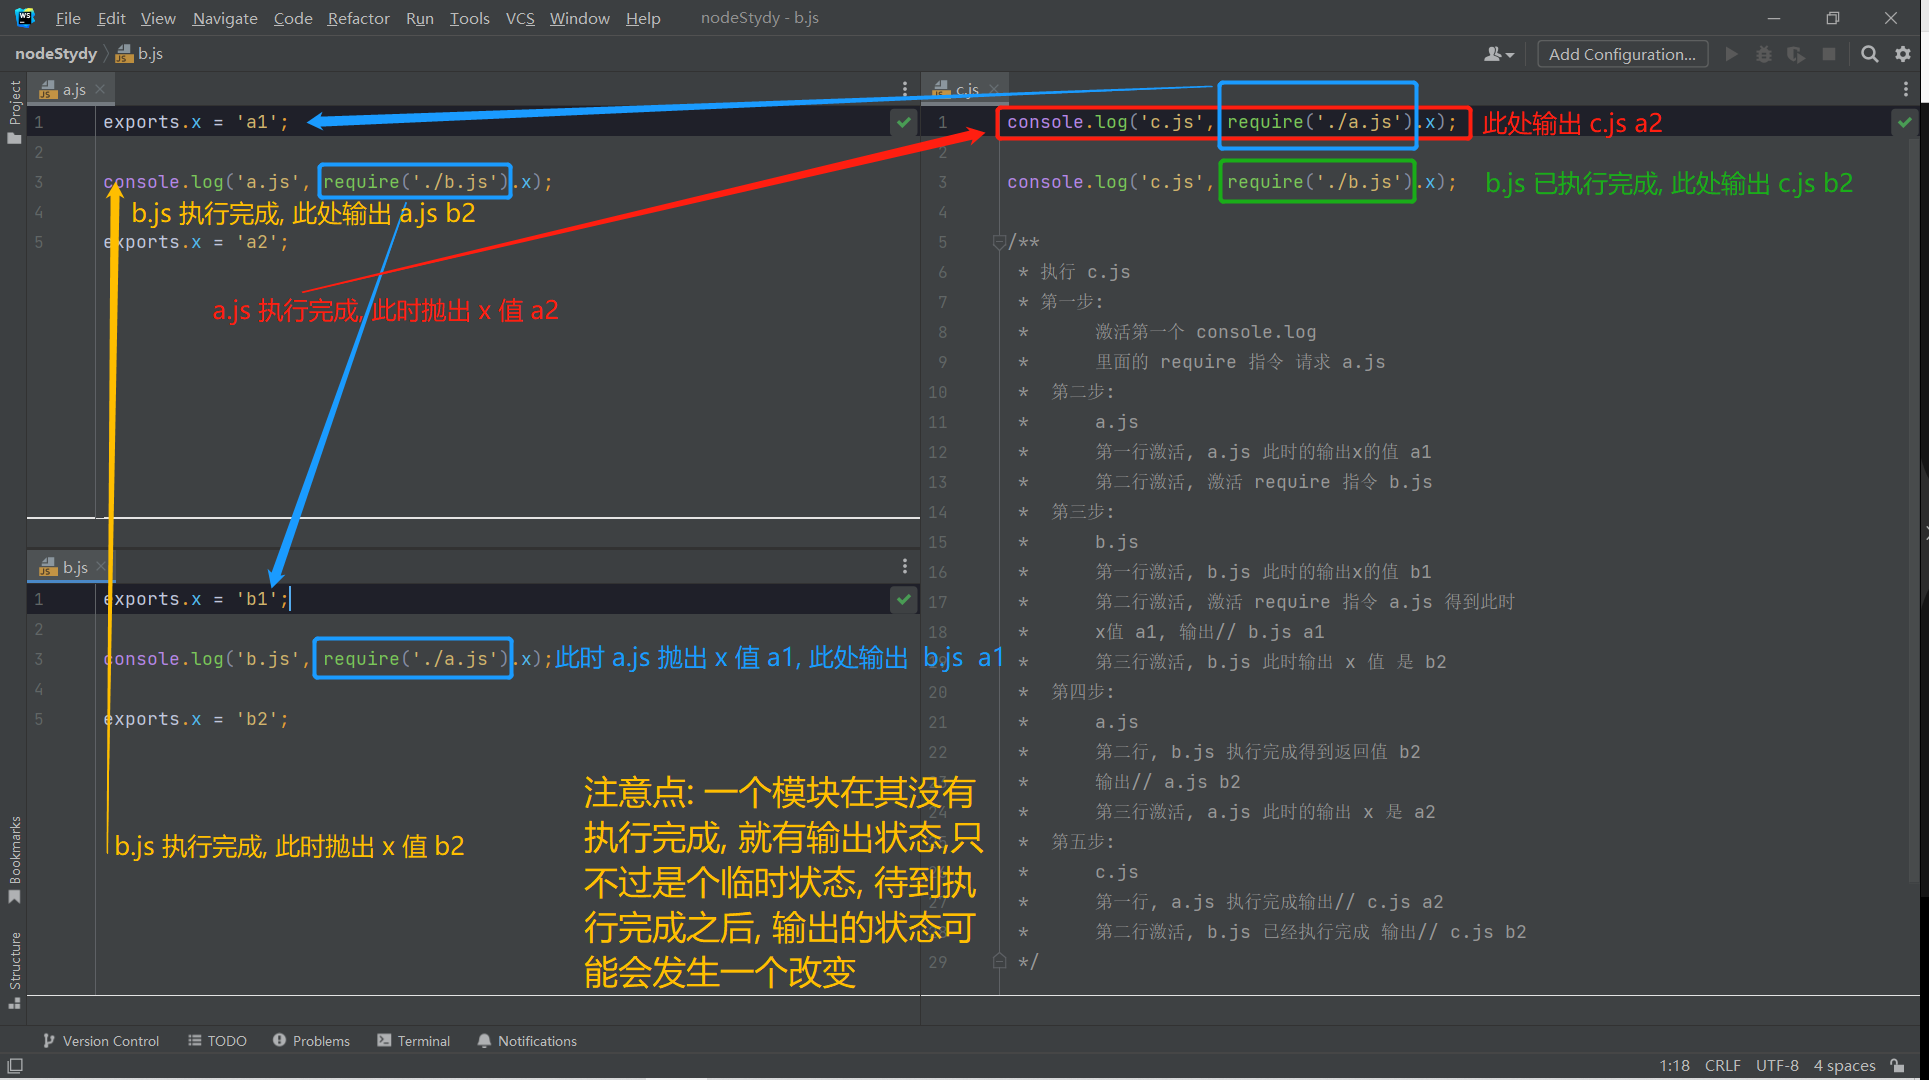 File Edit View Navigate Code Refactor Run Tools VCS Window Help nodeStydy - b.js
nodeStydy b.js
Add Configuration...
Project
a.js
1 exports.x = 'a1';
2
3 console.log('a.js', require('./b.js').x);
4 b.js 执行完成, 此处输出 a.js b2
5 exports.x = 'a2';
a.js 执行完成, 此时抛出 x 值 a2
b.js
1 exports.x = 'b1';
2
3 console.log('b.js', require('./a.js').x); 此时 a.js 抛出 x 值 a1, 此处输出 b.js a1
4
5 exports.x = 'b2';
b.js 执行完成, 此时抛出 x 值 b2
注意点: 一个模块在其没有
执行完成, 就有输出状态,只
不过是个临时状态, 待到执
行完成之后, 输出的状态可
能会发生一个改变
c.js
1 console.log('c.js', require('./a.js').x); 此处输出 c.js a2
2
3 console.log('c.js', require('./b.js').x); b.js 已执行完成, 此处输出 c.js b2
4
5 /**
6 * 执行 c.js
7 * 第一步:
8 * 激活第一个 console.log
9 * 里面的 require 指令 请求 a.js
10 * 第二步:
11 * a.js
12 * 第一行激活, a.js 此时的输出x的值 a1
13 * 第二行激活, 激活 require 指令 b.js
14 * 第三步:
15 * b.js
16 * 第一行激活, b.js 此时的输出x的值 b1
17 * 第二行激活, 激活 require 指令 a.js 得到此时
18 * x值 a1, 输出// b.js a1
* 第三行激活, b.js 此时输出 x 值 是 b2
20 * 第四步:
21 * a.js
22 * 第二行, b.js 执行完成得到返回值 b2
* 输出// a.js b2
24 * 第三行激活, a.js 此时的输出 x 是 a2
* 第五步:
* c.js
27 * 第一行, a.js 执行完成输出// c.js a2
* 第二行激活, b.js 已经执行完成 输出// c.js b2
29 */
Bookmarks
Structure
Version Control TODO Problems Terminal Notifications
1:18 CRLF UTF-8 4 spaces